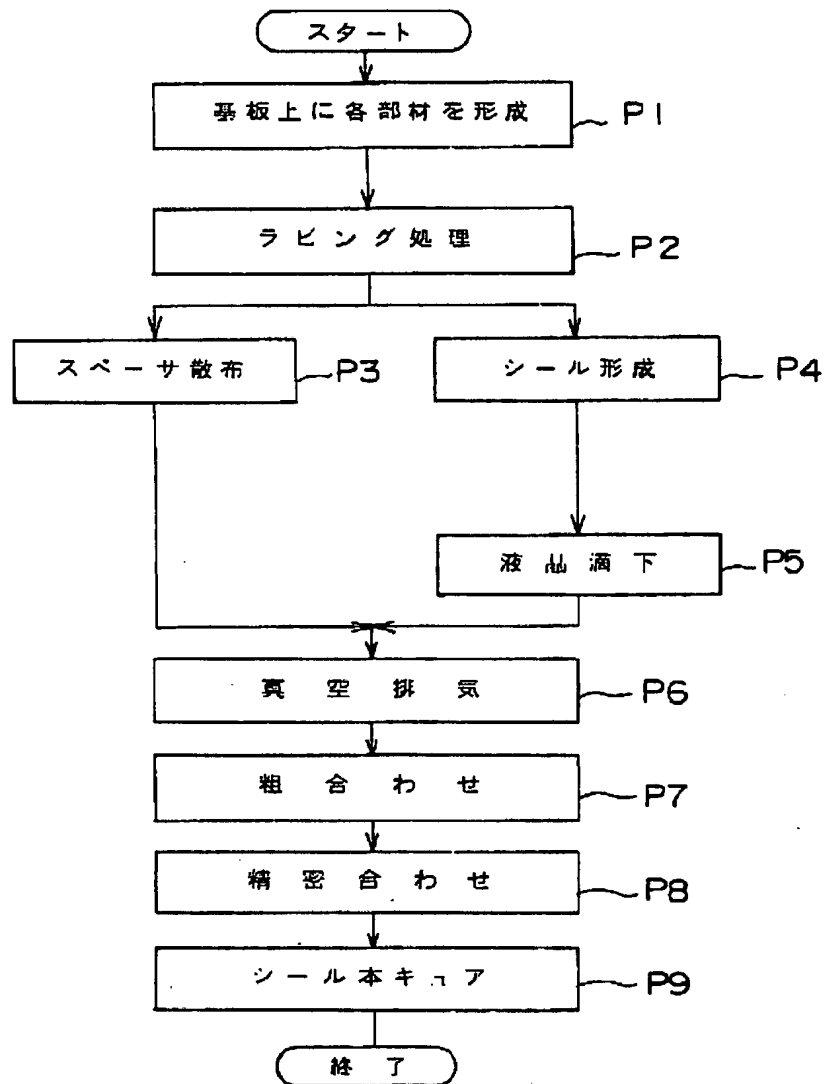 スタート
基板上に各部材を形成 P1
ラビング処理 P2
スペーサ散布 P3
シール形成 P4
液晶滴下 P5
真空排気 P6
粗合わせ P7
精密合わせ P8
シール本キュア P9
終了